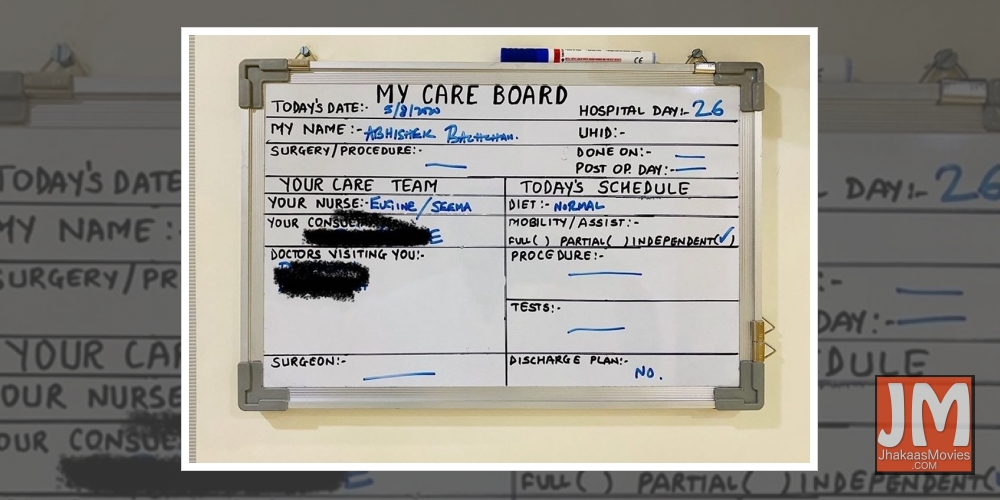 MY CARE BOARD
TODAY'S DATE:- 5/8/2020
HOSPITAL DAY:- 26
MY NAME:- ABHISHEK BACHCHAN.
UHID:-
SURGERY/PROCEDURE:- —
DONE ON:- —
POST OP. DAY:- —
YOUR CARE TEAM
YOUR NURSE:- EUGINE/SEEMA
YOUR
DOCTORS VISITING YOU:-
SURGEON:- —
TODAY'S SCHEDULE
DIET:- NORMAL
MOBILITY/ASSIST:-
FULL( ) PARTIAL( ) INDEPENDENT(✓)
PROCEDURE:- —
TESTS:- —
DISCHARGE PLAN:-
NO.
JM
JhakaasMovies
.COM